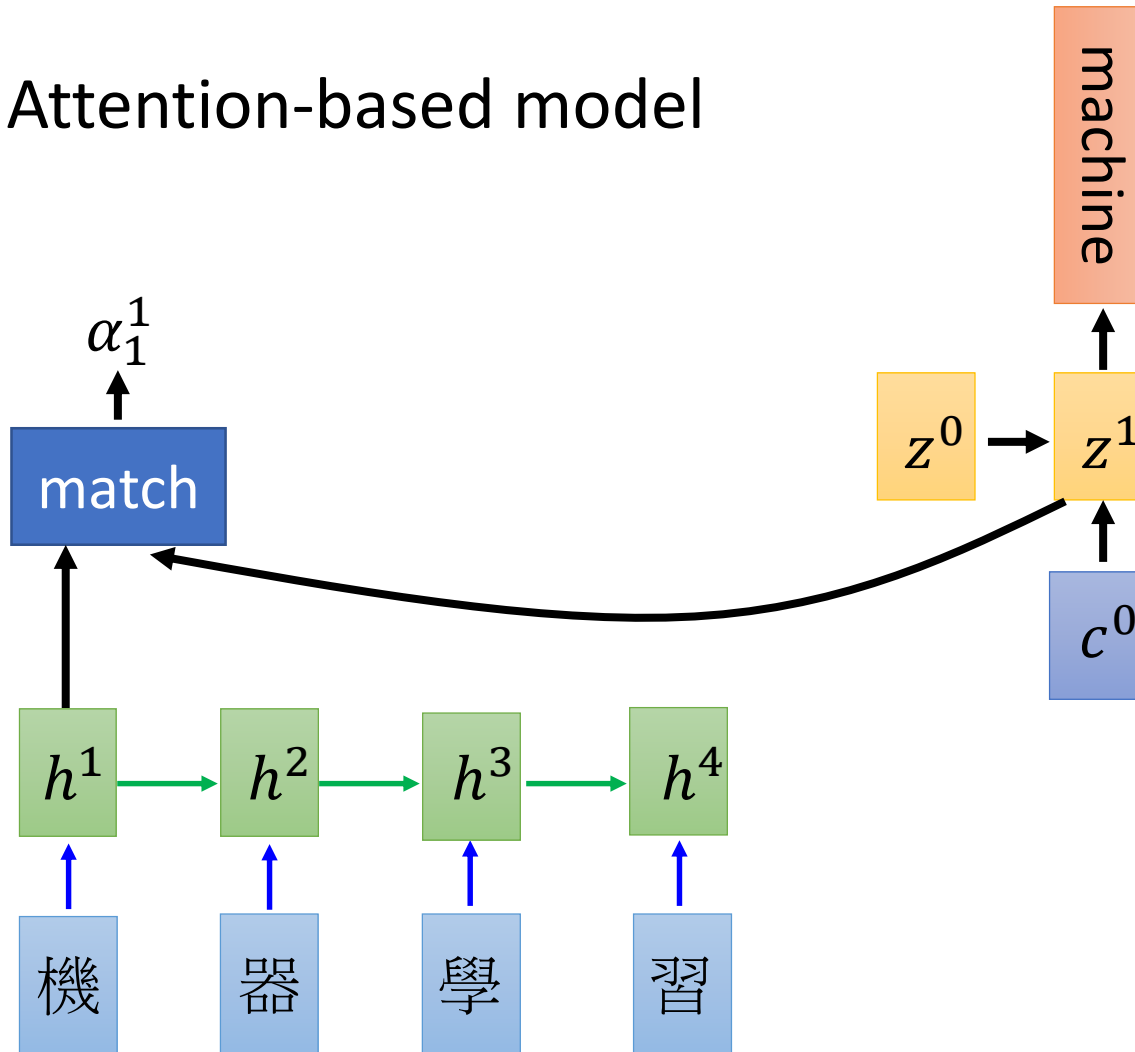 Attention-based model
machine
α₁¹
match
z⁰
z¹
c⁰
h¹
h²
h³
h⁴
機
器
學
習